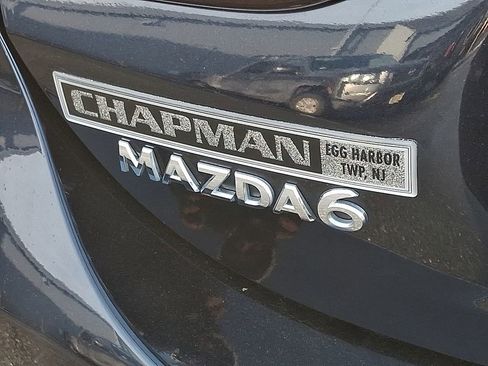 CHAPMAN
EGG HARBOR
TWP, NJ
MAZDA6